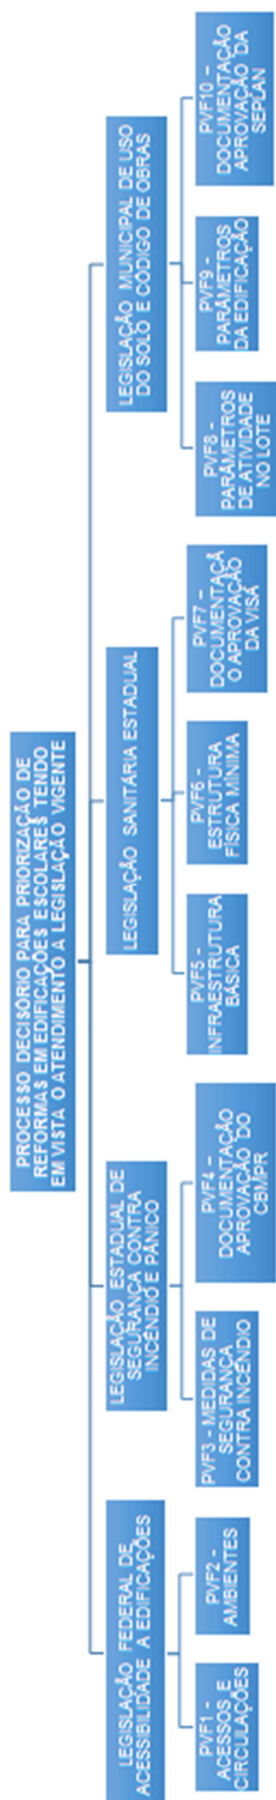 PROCESSO DECISÓRIO PARA PRIORIZAÇÃO DE
REFORMAS EM EDIFICAÇÕES ESCOLARES TENDO
EM VISTA O ATENDIMENTO A LEGISLAÇÃO VIGENTE
LEGISLAÇÃO FEDERAL DE
ACESSIBILIDADE A EDIFICAÇÕES
PVF1 -
ACESSOS E
CIRCULAÇÕES
PVF2 -
AMBIENTES
LEGISLAÇÃO ESTADUAL DE
SEGURANÇA CONTRA
INCÊNDIO E PÂNICO
PVF3 - MEDIDAS DE
SEGURANÇA
CONTRA INCÊNDIO
PVF4 -
DOCUMENTAÇÃO
APROVAÇÃO DO
CBMPR
LEGISLAÇÃO SANITÁRIA ESTADUAL
PVF5 -
INFRAESTRUTURA
BÁSICA
PVF6 -
ESTRUTURA
FÍSICA MÍNIMA
PVF7 -
DOCUMENTAÇÃ
O APROVAÇÃO
DA VISA
LEGISLAÇÃO MUNICIPAL DE USO
DO SOLO E CÓDIGO DE OBRAS
PVF8 -
PARÂMETROS
DE ATIVIDADE
NO LOTE
PVF9 -
PARÂMETROS
DA EDIFICAÇÃO
PVF10 -
DOCUMENTAÇÃO
APROVAÇÃO DA
SEPLAN